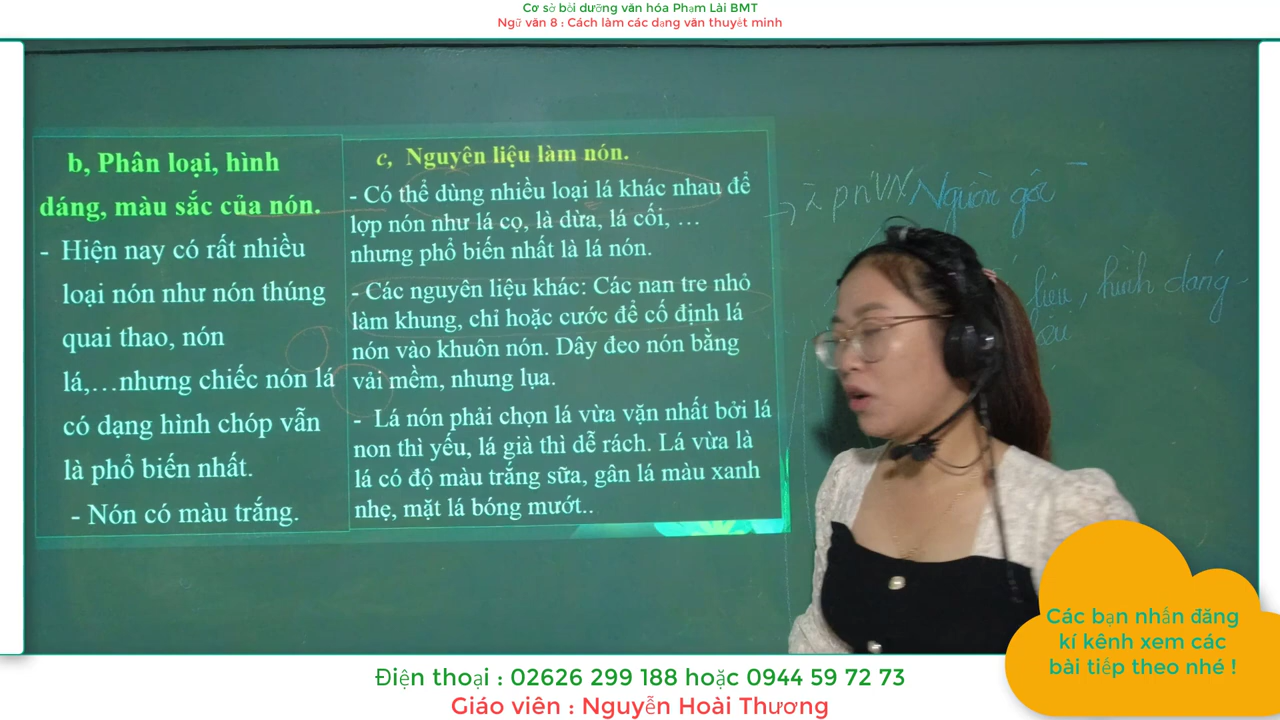 Cơ sở bồi dưỡng văn hóa Phạm Lài BMT
Ngữ văn 8 : Cách làm các dạng văn thuyết minh
b, Phân loại, hình
dáng, màu sắc của nón.
- Hiện nay có rất nhiều
loại nón như nón thúng
quai thao, nón
lá,…nhưng chiếc nón lá
có dạng hình chóp vẫn
là phổ biến nhất.
- Nón có màu trắng.
c, Nguyên liệu làm nón.
- Có thể dùng nhiều loại lá khác nhau để
lợp nón như lá cọ, là dừa, lá cối, …
nhưng phổ biến nhất là lá nón.
- Các nguyên liệu khác: Các nan tre nhỏ
làm khung, chỉ hoặc cước để cố định lá
nón vào khuôn nón. Dây đeo nón bằng
vải mềm, nhung lụa.
- Lá nón phải chọn lá vừa vặn nhất bởi lá
non thì yếu, lá già thì dễ rách. Lá vừa là
lá có độ màu trắng sữa, gân lá màu xanh
nhẹ, mặt lá bóng mướt..
Nguồn gốc
liệu, hình dáng
Các bạn nhấn đăng
kí kênh xem các
bài tiếp theo nhé !
Điện thoại : 02626 299 188 hoặc 0944 59 72 73
Giáo viên : Nguyễn Hoài Thương